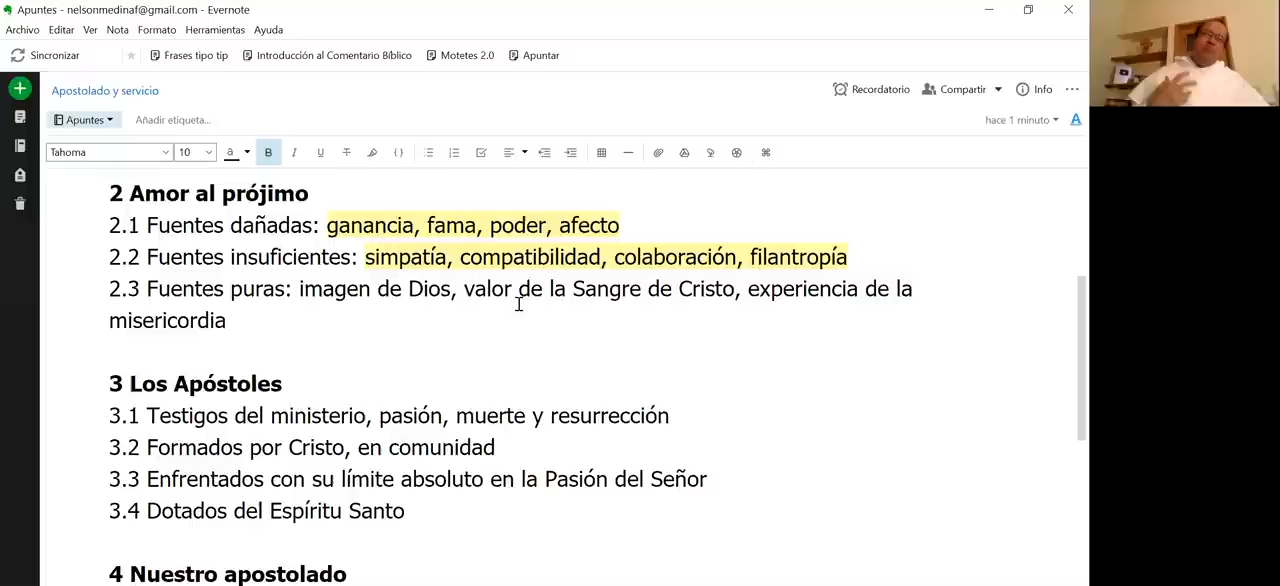 Apuntes - nelsonmedinaf@gmail.com - Evernote
Archivo Editar Ver Nota Formato Herramientas Ayuda
Sincronizar Frases tipo tip Introducción al Comentario Bíblico Motetes 2.0 Apuntar
Apostolado y servicio Recordatorio Compartir Info
Apuntes Añadir etiqueta... hace 1 minuto A
Tahoma 10 a B I U T
2 Amor al prójimo
2.1 Fuentes dañadas: ganancia, fama, poder, afecto
2.2 Fuentes insuficientes: simpatía, compatibilidad, colaboración, filantropía
2.3 Fuentes puras: imagen de Dios, valor de la Sangre de Cristo, experiencia de la
misericordia
3 Los Apóstoles
3.1 Testigos del ministerio, pasión, muerte y resurrección
3.2 Formados por Cristo, en comunidad
3.3 Enfrentados con su límite absoluto en la Pasión del Señor
3.4 Dotados del Espíritu Santo
4 Nuestro apostolado